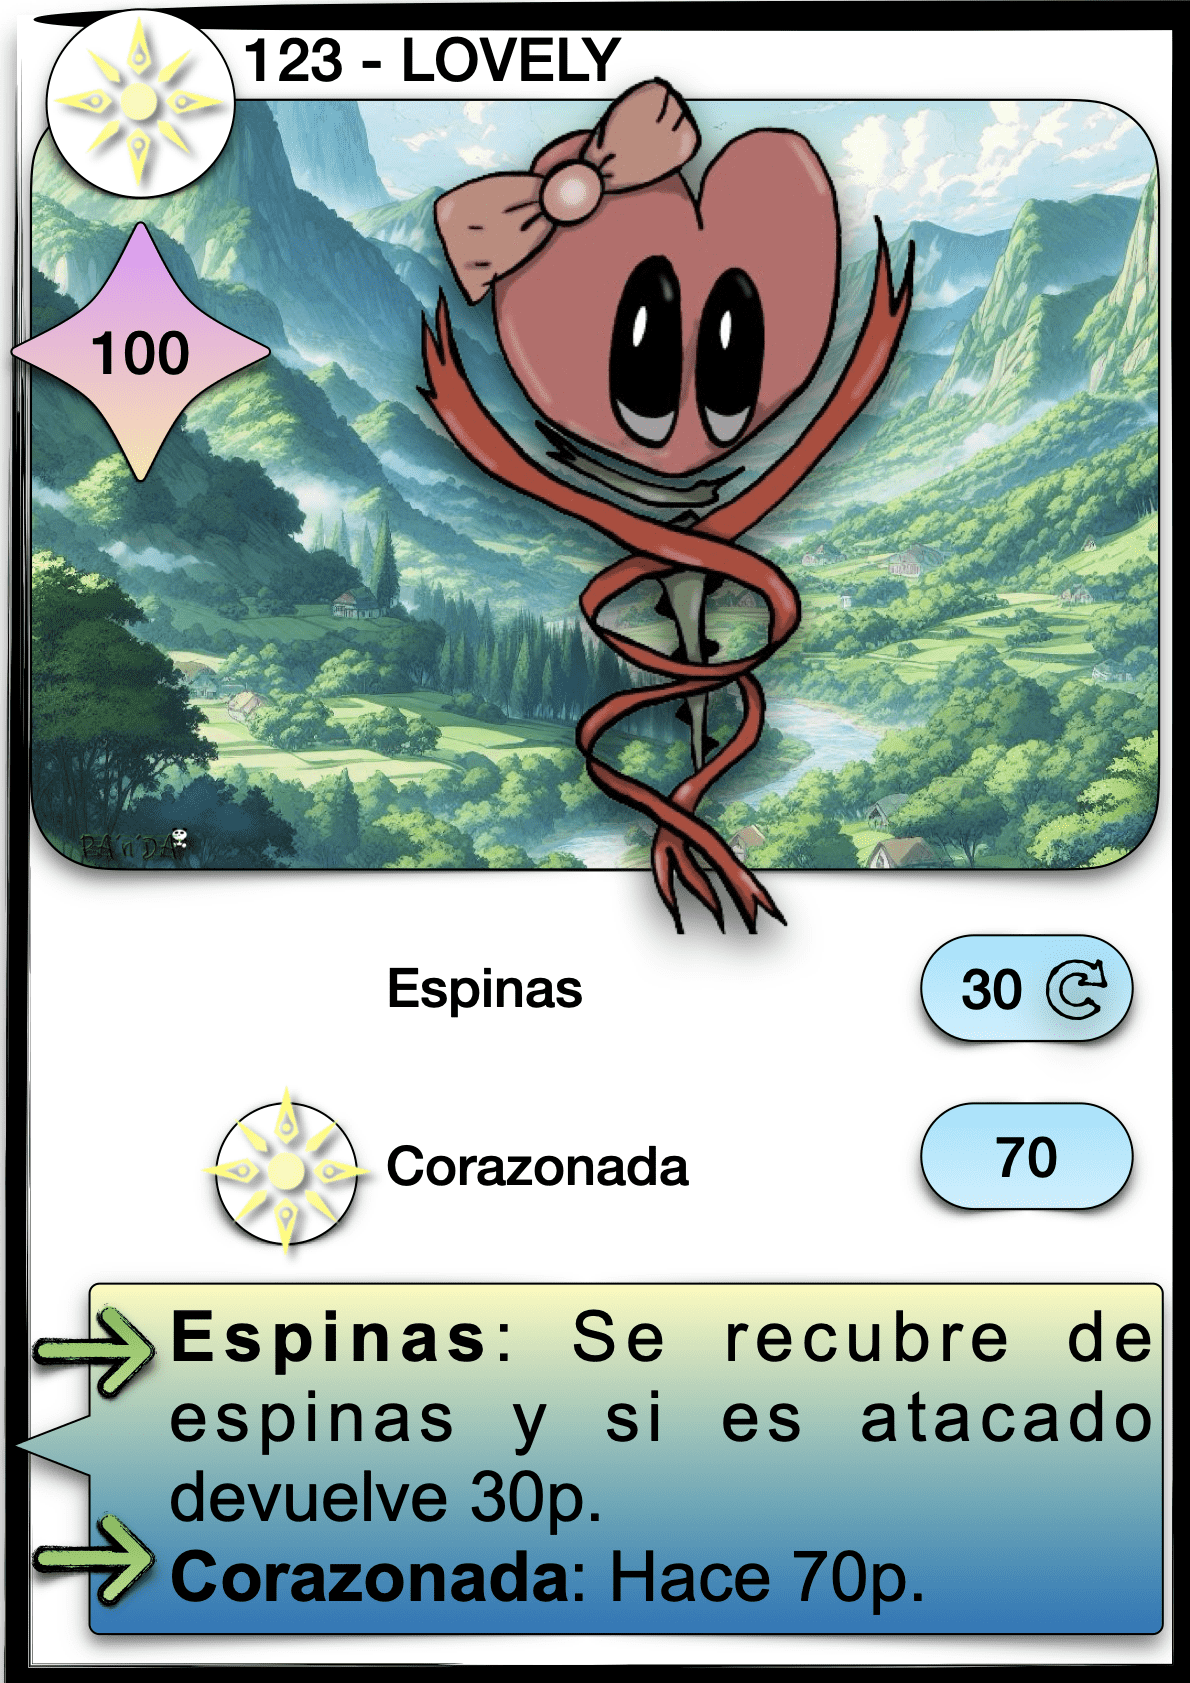 123 - LOVELY
100
Espinas
30
Corazonada
70
Espinas: Se recubre de
espinas y si es atacado
devuelve 30p.
Corazonada: Hace 70p.